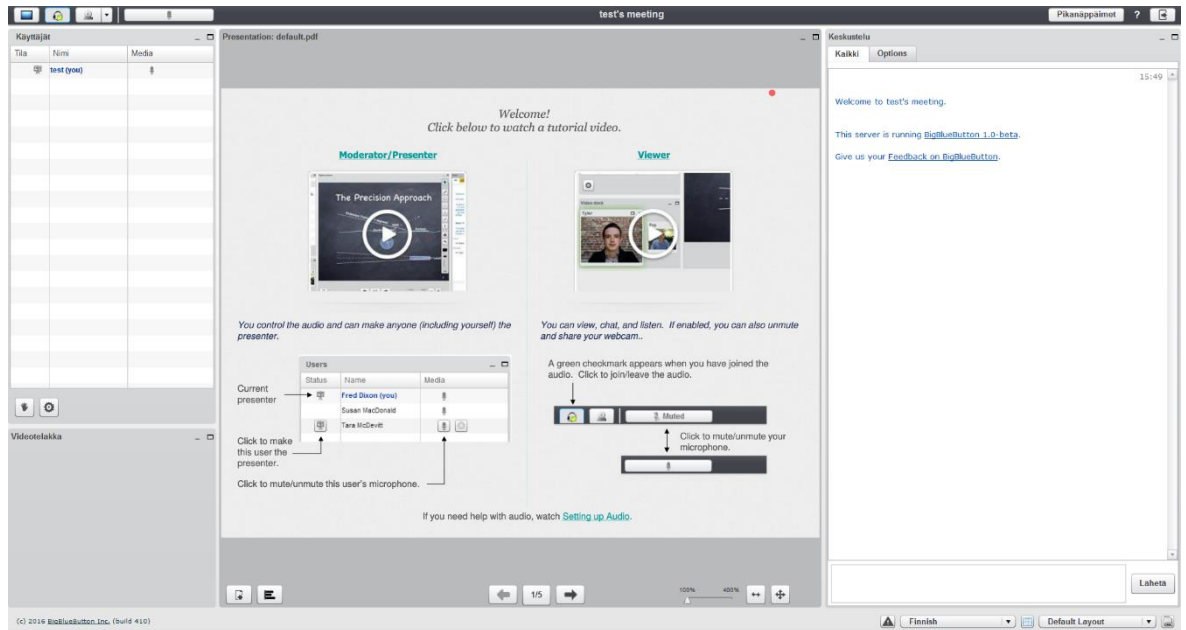 test's meeting
Pikanäppäimet
?
Käyttäjät
Tila Nimi Media
test (you)
Videotelakka
Presentation: default.pdf
Welcome!
Click below to watch a tutorial video.
Moderator/Presenter
The Precision Approach
You control the audio and can make anyone (including yourself) the
presenter.
Users
Status Name Media
Fred Dixon (you)
Susan MacDonald
Tara McDevitt
Current
presenter
Click to make
this user the
presenter.
Click to mute/unmute this user's microphone.
Viewer
Video dock
Tyler
You can view, chat, and listen. If enabled, you can also unmute
and share your webcam..
A green checkmark appears when you have joined the
audio. Click to join/leave the audio.
Muted
Click to mute/unmute your
microphone.
If you need help with audio, watch Setting up Audio.
1/5
100% 400%
Keskustelu
Kaikki Options
15:49
Welcome to test's meeting.
This server is running BigBlueButton 1.0-beta.
Give us your Feedback on BigBlueButton.
Lähetä
(c) 2016 BigBlueButton Inc. (build 410)
Finnish
Default Layout